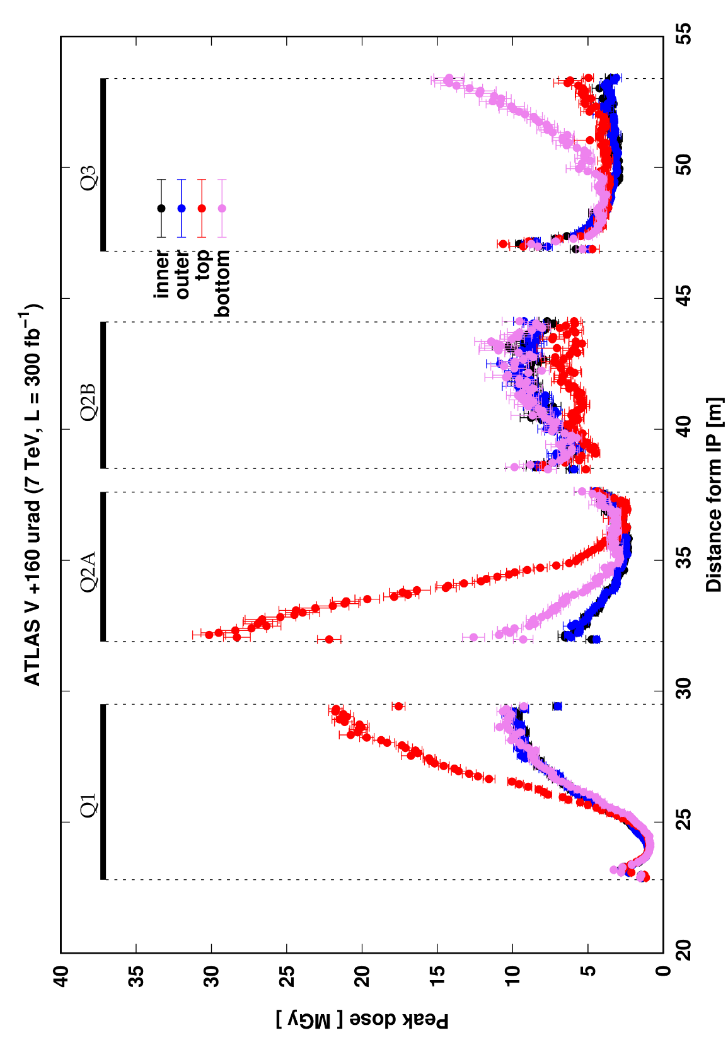 ATLAS V +160 urad (7 TeV, L = 300 fb⁻¹)
Q1
Q2A
Q2B
Q3
inner
outer
top
bottom
40
35
30
25
20
15
10
5
0
Peak dose [ MGy ]
20
25
30
35
40
45
50
55
Distance form IP [m]